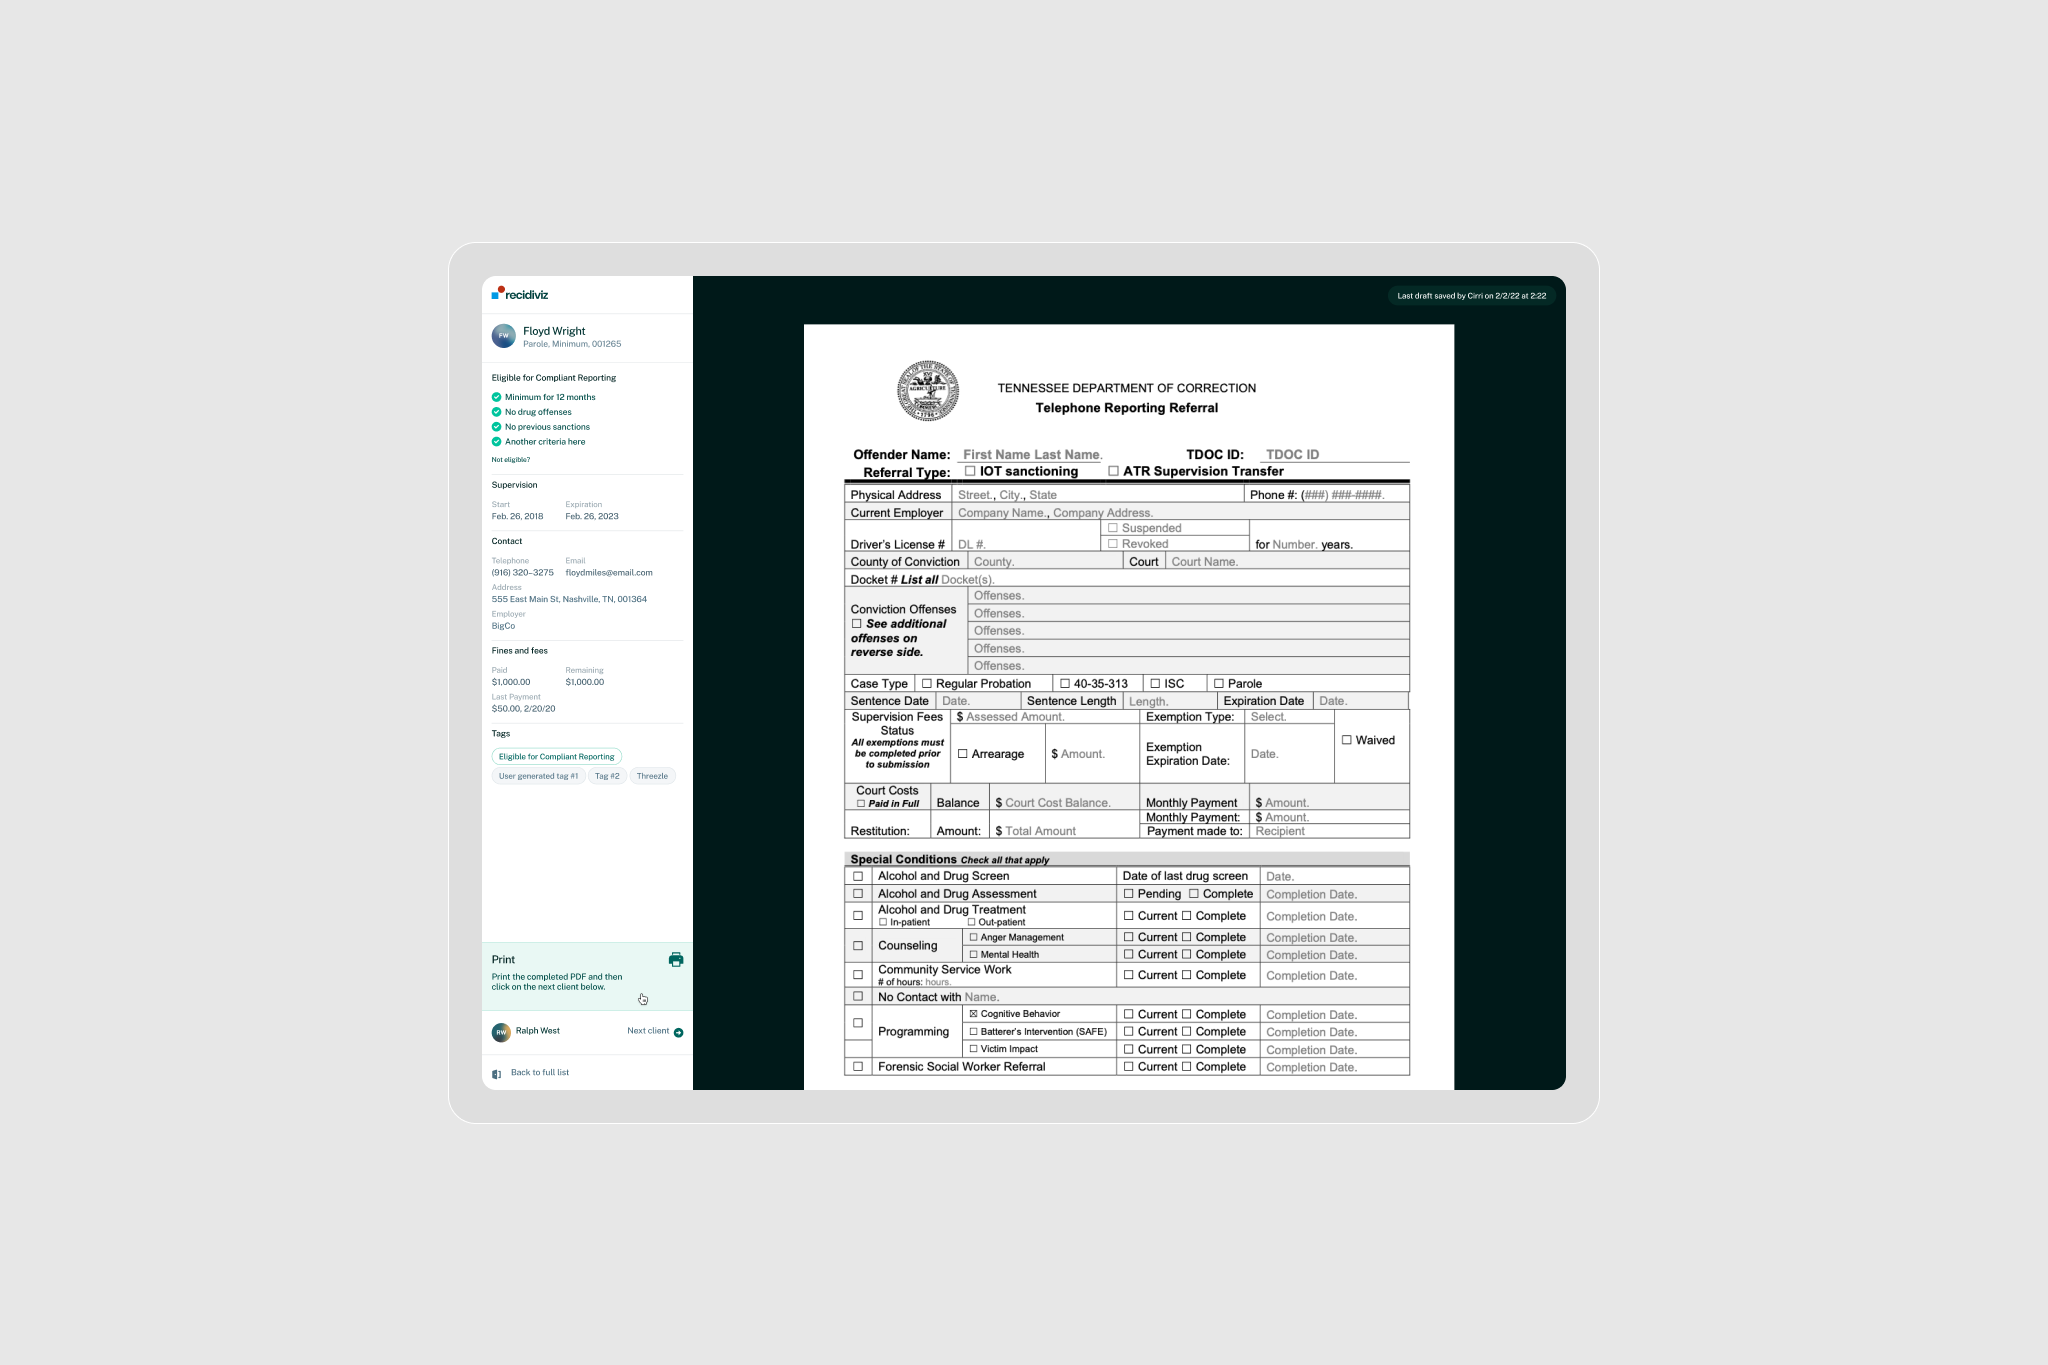 recidiviz
FW
Floyd Wright
Parole, Minimum, 001265
Eligible for Compliant Reporting
Minimum for 12 months
No drug offenses
No previous sanctions
Another criteria here
Not eligible?
Supervision
Start Expiration
Feb. 26, 2018 Feb. 26, 2023
Contact
Telephone Email
(916) 320-3275 floydmiles@email.com
Address
555 East Main St, Nashville, TN, 001364
Employer
BigCo
Fines and fees
Paid Remaining
$1,000.00 $1,000.00
Last Payment
$50.00, 2/20/20
Tags
Eligible for Compliant Reporting
User generated tag #1 Tag #2 Threezle
Print
Print the completed PDF and then
click on the next client below.
RW Ralph West Next client
Back to full list
Last draft saved by Cirri on 2/2/22 at 2:22
AGRICULTURE
1796
TENNESSEE DEPARTMENT OF CORRECTION
Telephone Reporting Referral
Offender Name: First Name Last Name. TDOC ID: TDOC ID
Referral Type: ☐ IOT sanctioning ☐ ATR Supervision Transfer
Physical Address Street., City., State Phone #: (###) ###-####.
Current Employer Company Name., Company Address.
Driver's License # DL #. ☐ Suspended
☐ Revoked for Number. years.
County of Conviction County. Court Court Name.
Docket # List all Docket(s).
Conviction Offenses
☐ See additional
offenses on
reverse side.
Offenses.
Offenses.
Offenses.
Offenses.
Offenses.
Case Type ☐ Regular Probation ☐ 40-35-313 ☐ ISC ☐ Parole
Sentence Date Date. Sentence Length Length. Expiration Date Date.
Supervision Fees
Status
All exemptions must
be completed prior
to submission
$ Assessed Amount. Exemption Type: Select.
☐ Arrearage $ Amount. Exemption
Expiration Date: Date. ☐ Waived
Court Costs
☐ Paid in Full Balance $ Court Cost Balance. Monthly Payment $ Amount.
Monthly Payment: $ Amount.
Restitution: Amount: $ Total Amount Payment made to: Recipient
Special Conditions Check all that apply
☐ Alcohol and Drug Screen Date of last drug screen Date.
☐ Alcohol and Drug Assessment ☐ Pending ☐ Complete Completion Date.
☐ Alcohol and Drug Treatment
☐ In-patient ☐ Out-patient ☐ Current ☐ Complete Completion Date.
☐ Counseling ☐ Anger Management ☐ Current ☐ Complete Completion Date.
☐ Mental Health ☐ Current ☐ Complete Completion Date.
☐ Community Service Work
# of hours: hours. ☐ Current ☐ Complete Completion Date.
☐ No Contact with Name.
☐ Programming ☒ Cognitive Behavior ☐ Current ☐ Complete Completion Date.
☐ Batterer's Intervention (SAFE) ☐ Current ☐ Complete Completion Date.
☐ Victim Impact ☐ Current ☐ Complete Completion Date.
☐ Forensic Social Worker Referral ☐ Current ☐ Complete Completion Date.